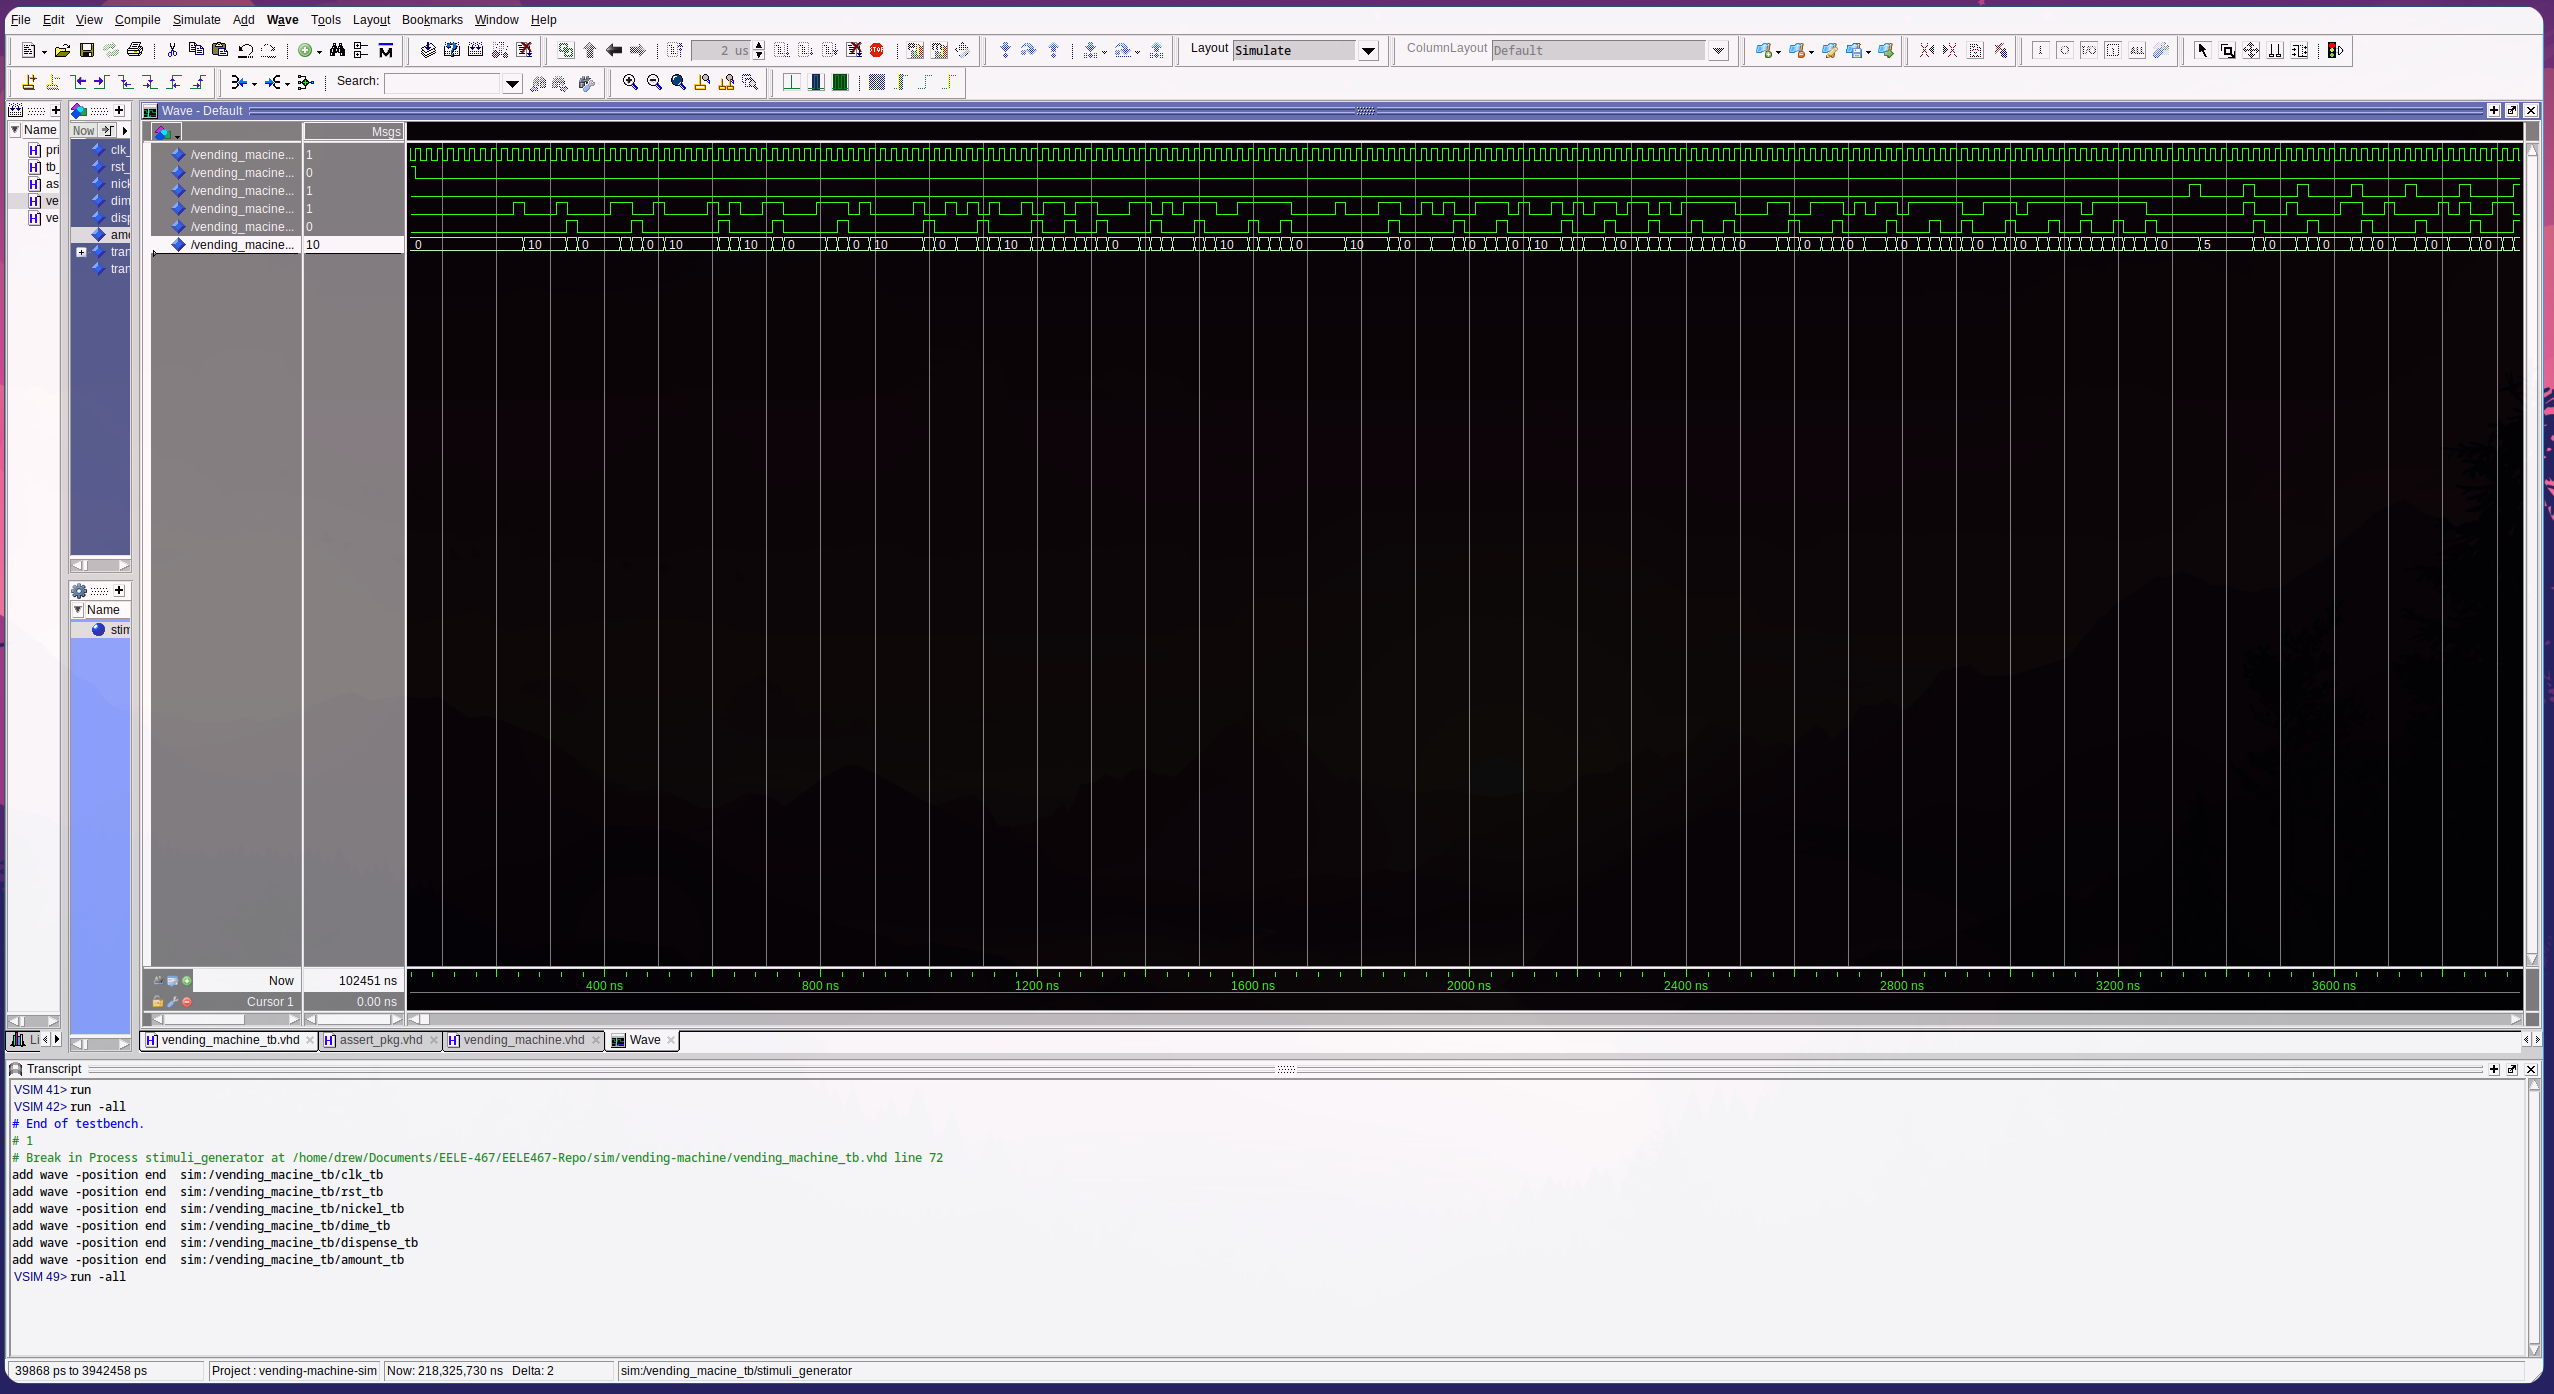 File Edit View Compile Simulate Add Wave Tools Layout Bookmarks Window Help
2 us
Layout Simulate
ColumnLayout Default
ALL
Search:
Wave - Default
Name
pri
tb_
as
ve
ve
Now
clk_
rst_
nick
dim
disp
amo
tran
tran
Name
stim
Li
Msgs
/vending_macine... 1
/vending_macine... 0
/vending_macine... 1
/vending_macine... 1
/vending_macine... 0
/vending_macine... 10
0 10 0 0 10 10 0 0 10 0 10 0 10 0 10 0 0 0 10 0 0 0 0 0 0 0 0 5 0 0 0 0 0
Now 102451 ns
Cursor 1 0.00 ns
400 ns 800 ns 1200 ns 1600 ns 2000 ns 2400 ns 2800 ns 3200 ns 3600 ns
vending_machine_tb.vhd assert_pkg.vhd vending_machine.vhd Wave
Transcript
VSIM 41> run
VSIM 42> run -all
# End of testbench.
# 1
# Break in Process stimuli_generator at /home/drew/Documents/EELE-467/EELE467-Repo/sim/vending-machine/vending_machine_tb.vhd line 72
add wave -position end sim:/vending_macine_tb/clk_tb
add wave -position end sim:/vending_macine_tb/rst_tb
add wave -position end sim:/vending_macine_tb/nickel_tb
add wave -position end sim:/vending_macine_tb/dime_tb
add wave -position end sim:/vending_macine_tb/dispense_tb
add wave -position end sim:/vending_macine_tb/amount_tb
VSIM 49> run -all
39868 ps to 3942458 ps Project : vending-machine-sim Now: 218,325,730 ns Delta: 2 sim:/vending_macine_tb/stimuli_generator